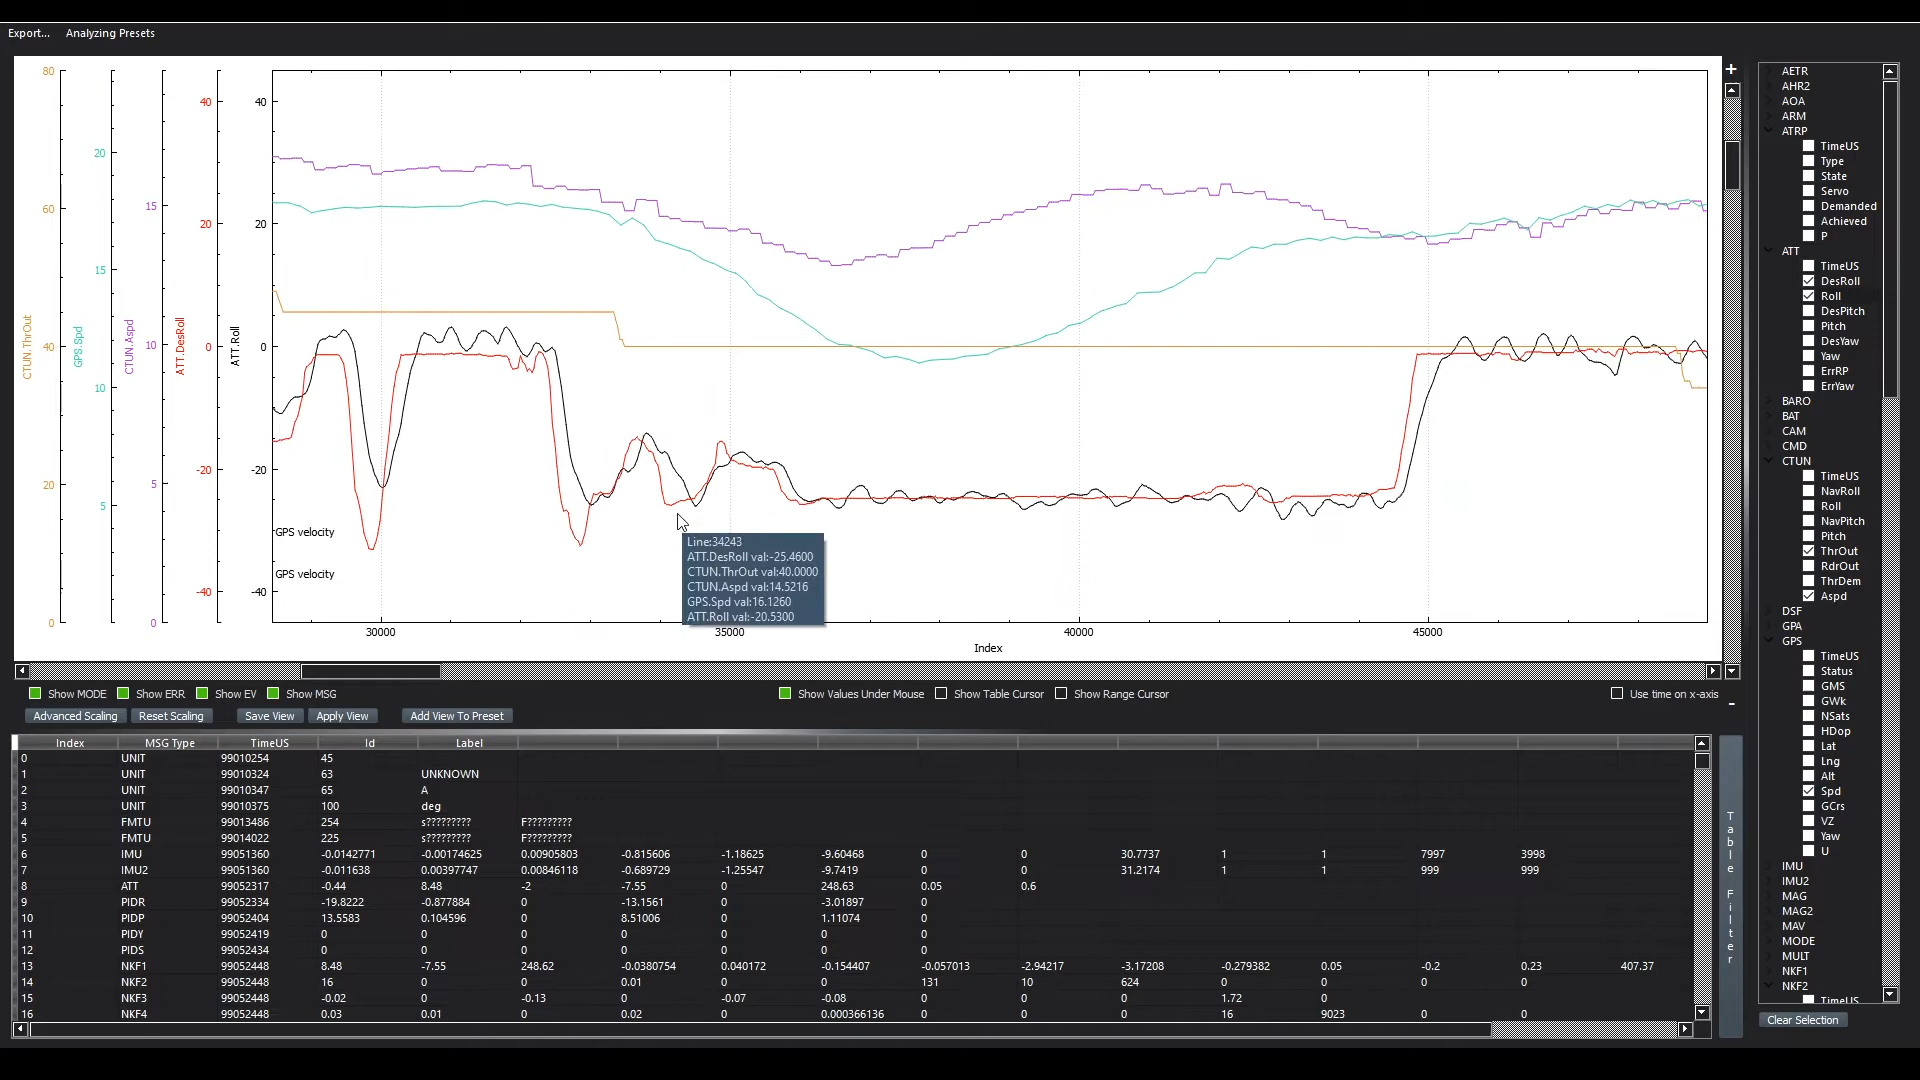 Export... Analyzing Presets
80
60
40
20
0
CTUN.ThrOut
20
15
10
5
GPS.Spd
15
10
5
0
CTUN.Aspd
40
20
0
-20
-40
ATT.DesRoll
40
20
0
-20
-40
ATT.Roll
GPS velocity
GPS velocity
Line:34243
ATT.DesRoll val:-25.4600
CTUN.ThrOut val:40.0000
CTUN.Aspd val:14.5216
GPS.Spd val:16.1260
ATT.Roll val:-20.5300
30000 35000 40000 45000
Index
+
-
Show MODE Show ERR Show EV Show MSG Show Values Under Mouse Show Table Cursor Show Range Cursor Use time on x-axis
Advanced Scaling Reset Scaling Save View Apply View Add View To Preset
Index MSG Type TimeUS Id Label
0 UNIT 99010254 45
1 UNIT 99010324 63 UNKNOWN
2 UNIT 99010347 65 A
3 UNIT 99010375 100 deg
4 FMTU 99013486 254 s????????? F?????????
5 FMTU 99014022 225 s????????? F?????????
6 IMU 99051360 -0.0142771 -0.00174625 0.00905803 -0.815606 -1.18625 -9.60468 0 0 30.7737 1 1 7997 3998
7 IMU2 99051360 -0.011638 0.00397747 0.00846118 -0.689729 -1.25547 -9.7419 0 0 31.2174 1 1 999 999
8 ATT 99052317 -0.44 8.48 -2 -7.55 0 248.63 0.05 0.6
9 PIDR 99052334 -19.8222 -0.877884 0 -13.1561 0 -3.01897 0
10 PIDP 99052404 13.5583 0.104596 0 8.51006 0 1.11074 0
11 PIDY 99052419 0 0 0 0 0 0 0
12 PIDS 99052434 0 0 0 0 0 0 0
13 NKF1 99052448 8.48 -7.55 248.62 -0.0380754 0.040172 -0.154407 -0.057013 -2.94217 -3.17208 -0.279382 0.05 -0.2 0.23 407.37
14 NKF2 99052448 16 0 0 0.01 0 0 131 10 624 0 0 0 0
15 NKF3 99052448 -0.02 0 -0.13 0 -0.07 -0.08 0 0 0 1.72 0
16 NKF4 99052448 0.03 0.01 0 0.02 0 0.000366136 0 0 0 16 9023 0 0
Table Filter
AETR
AHR2
AOA
ARM
ATRP
TimeUS
Type
State
Servo
Demanded
Achieved
P
ATT
TimeUS
DesRoll
Roll
DesPitch
Pitch
DesYaw
Yaw
ErrRP
ErrYaw
BARO
BAT
CAM
CMD
CTUN
TimeUS
NavRoll
Roll
NavPitch
Pitch
ThrOut
RdrOut
ThrDem
Aspd
DSF
GPA
GPS
TimeUS
Status
GMS
GWk
NSats
HDop
Lat
Lng
Alt
Spd
GCrs
VZ
Yaw
U
IMU
IMU2
MAG
MAG2
MAV
MODE
MULT
NKF1
NKF2
TimeUS
Clear Selection